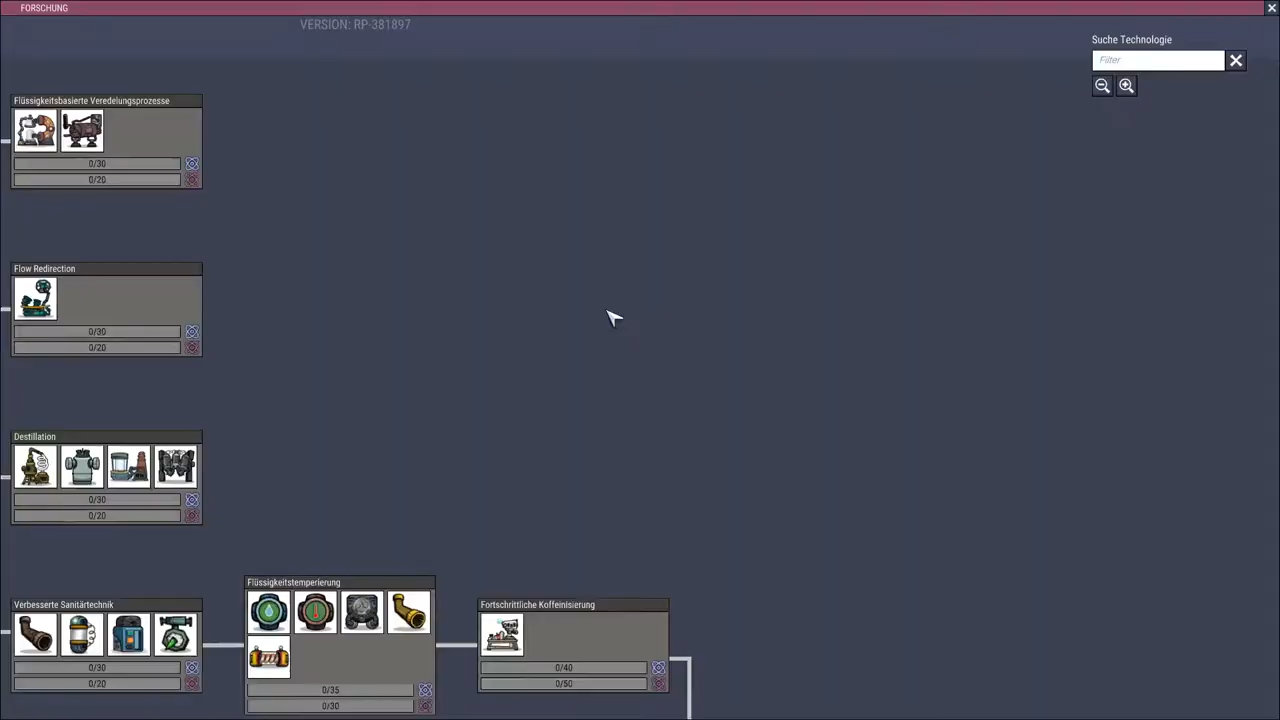 FORSCHUNG
VERSION: RP-381897
Suche Technologie
Filter
Flüssigkeitsbasierte Veredelungsprozesse
0/30
0/20
Flow Redirection
0/30
0/20
Destillation
0/30
0/20
Verbesserte Sanitärtechnik
0/30
0/20
Flüssigkeitstemperierung
0/35
0/30
Fortschrittliche Koffeinisierung
0/40
0/50